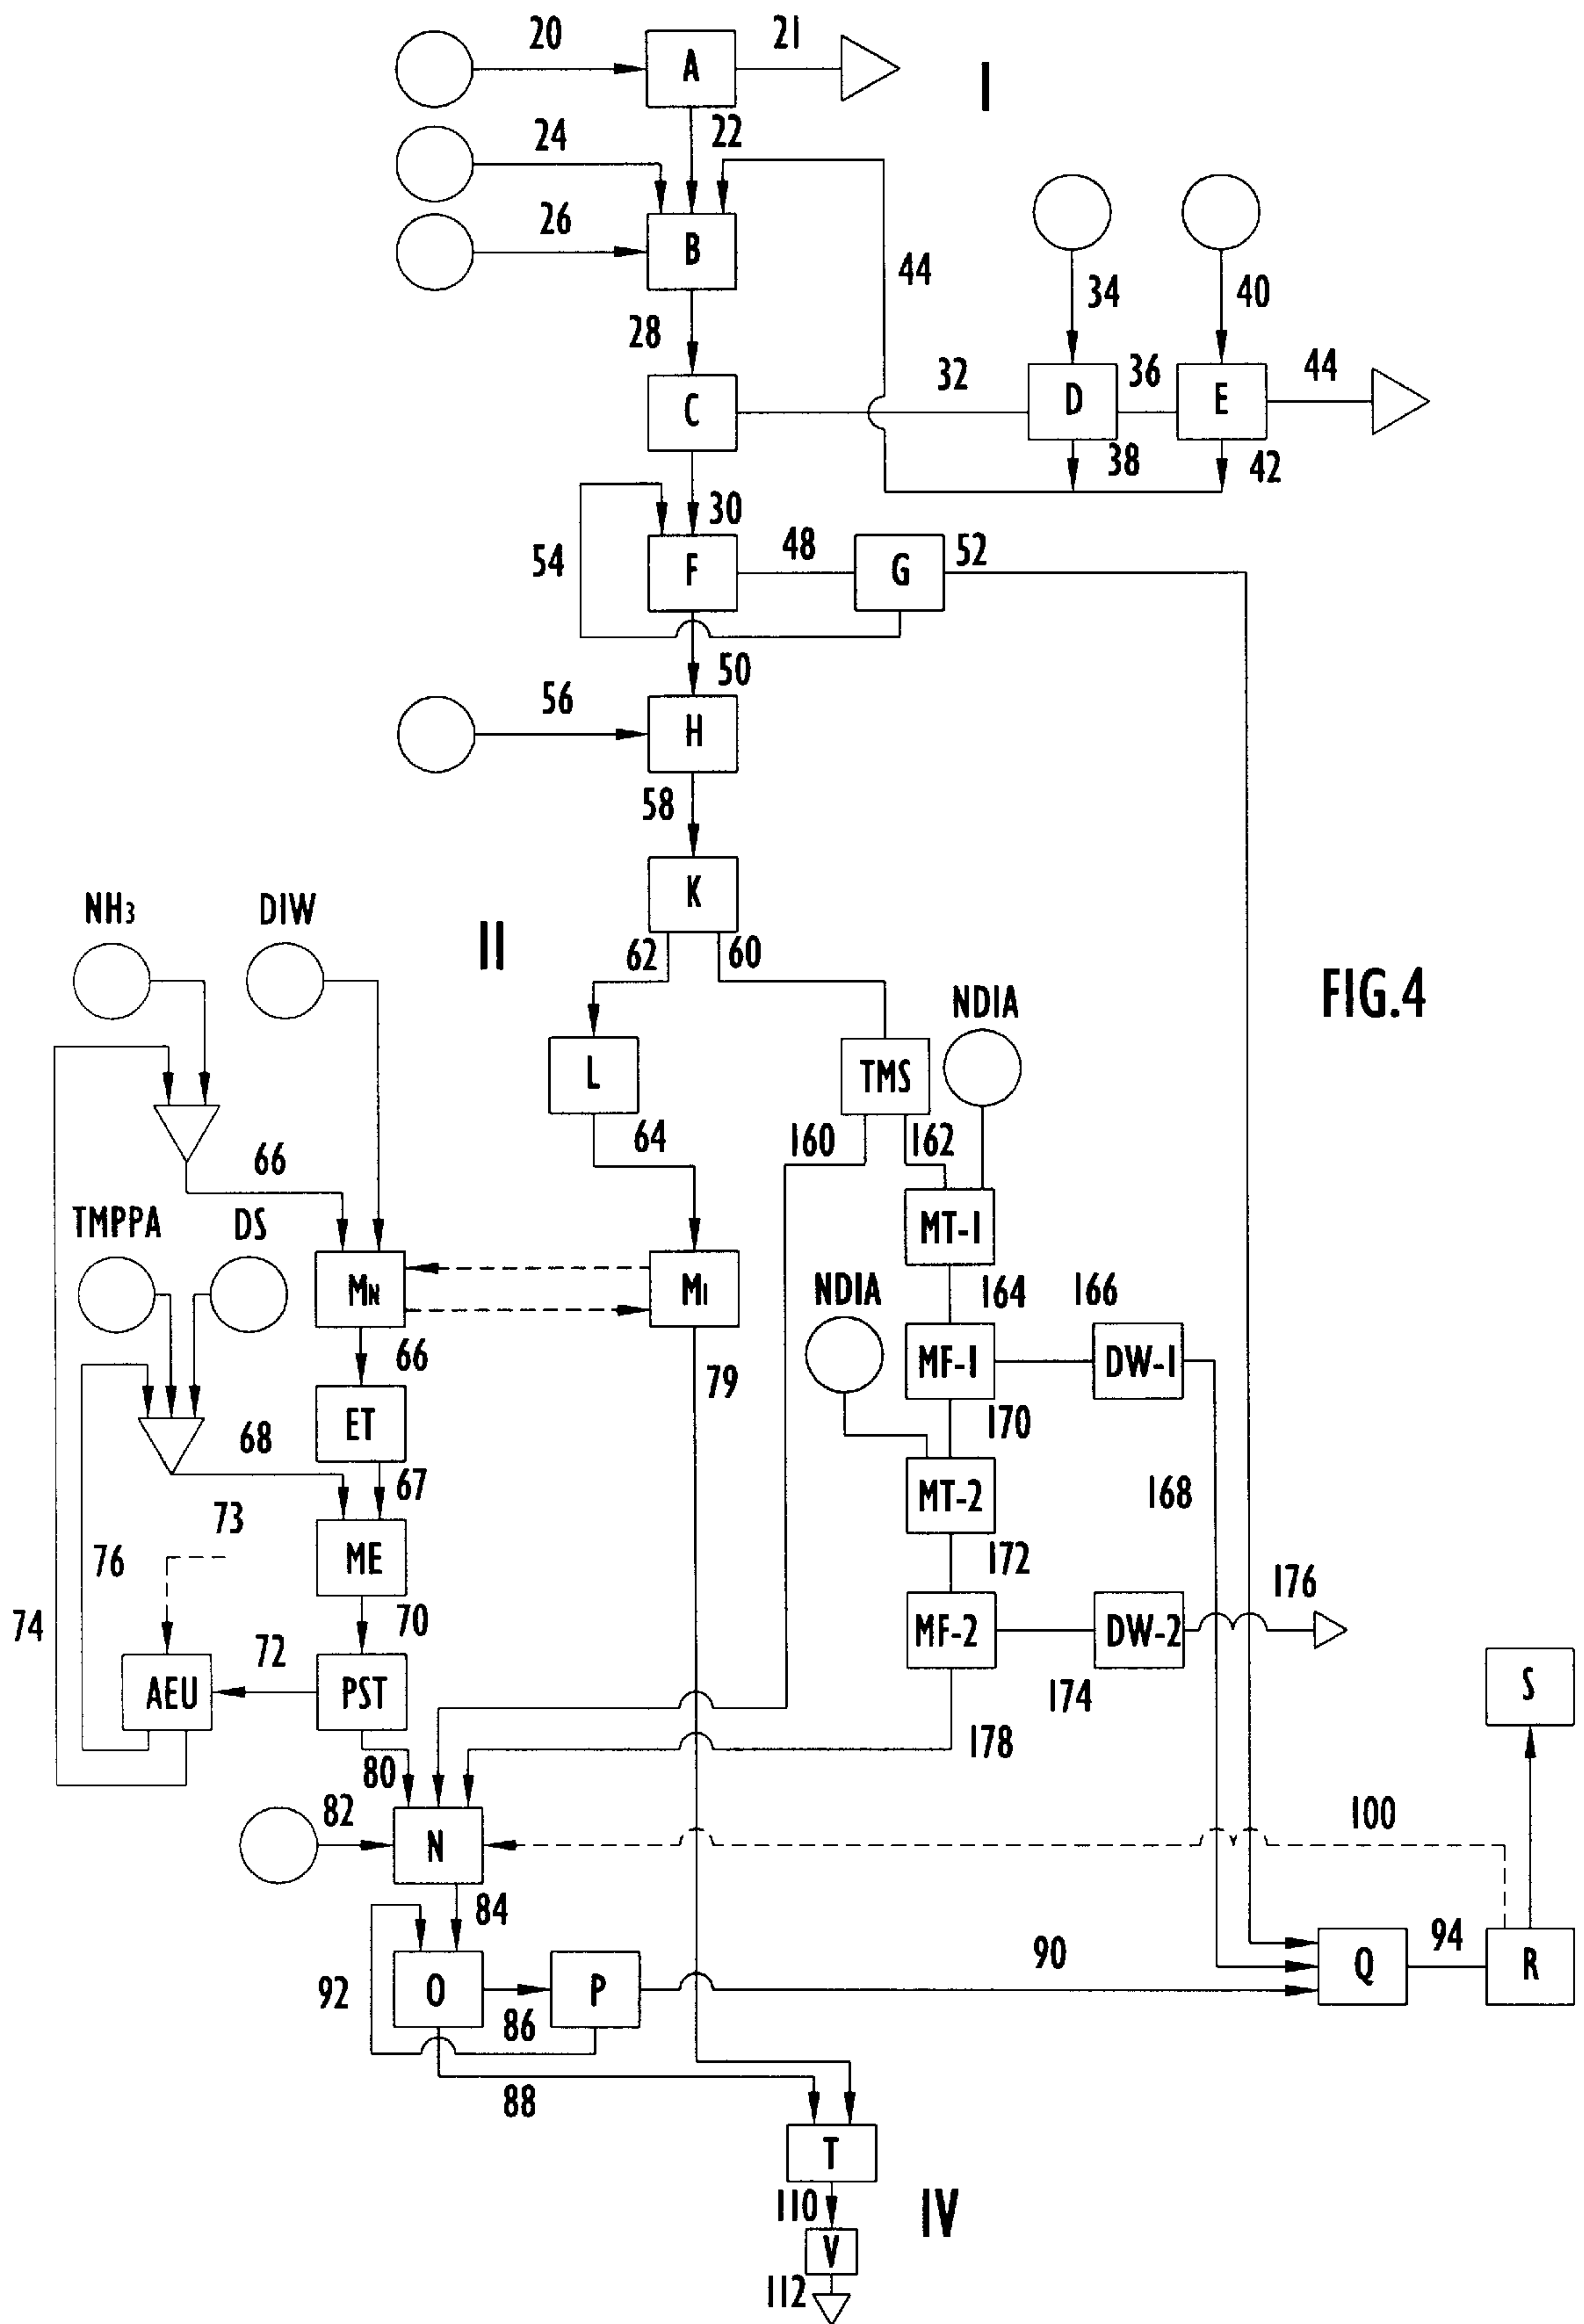 20
A
21
I
24
22
26
B
44
34
40
28
C
32
D
36
E
44
38
42
30
54
F
48
G
52
50
56
H
58
K
NH3
DIW
II
62
60
NDIA
FIG.4
L
TMS
64
160
162
66
TMPPA
DS
MT-1
MN
M1
NDIA
164
166
66
79
MF-1
DW-1
ET
170
68
67
MT-2
168
73
76
ME
172
176
74
70
MF-2
DW-2
72
S
AEU
PST
174
178
80
82
100
N
84
94
90
92
O
P
Q
R
86
88
T
110
IV
V
112